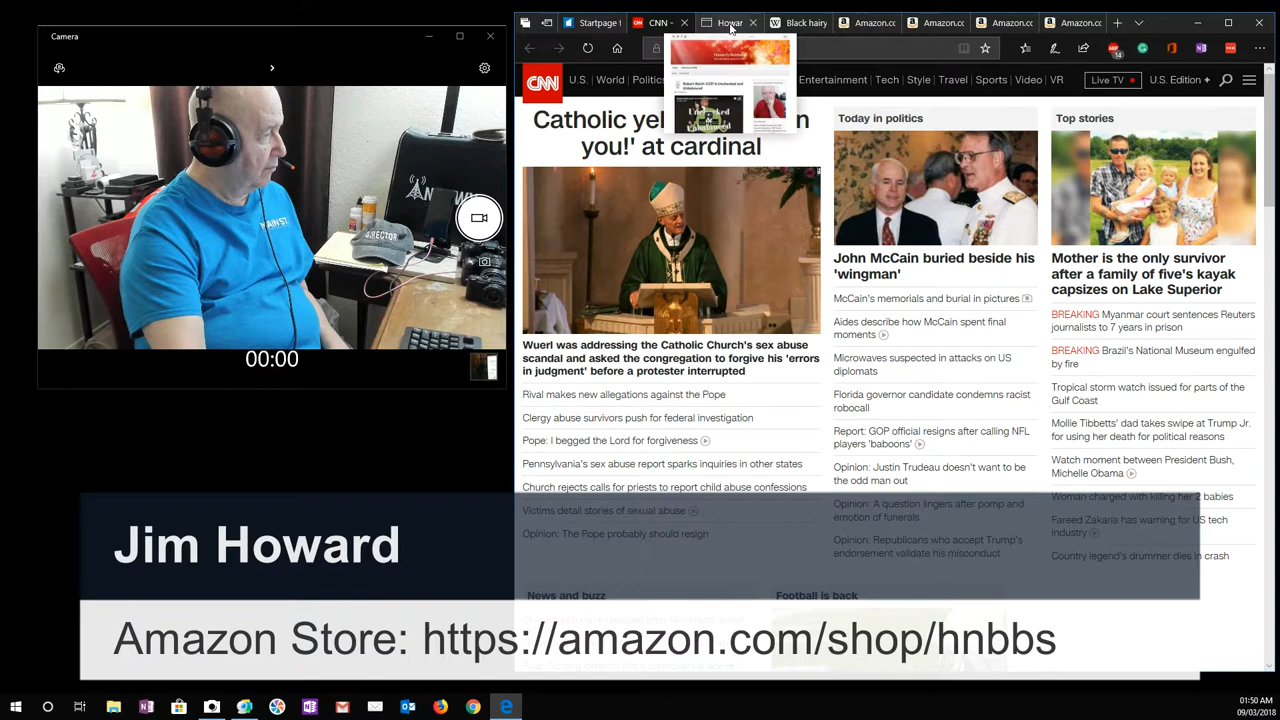 Camera
00:00
DIRECTOR
Startpage
CNN -
Howar
Black hairy
Amazon.cc
Amazon.cc
Amazon.cc
Amazon.cc
CNN
U.S.
World
Entertainment
Tech
Style
Travel
Sports
Video
VR
Live TV
U.S. E
Catholic
you!' at cardinal
Wuerl was addressing the Catholic Church's sex abuse
scandal and asked the congregation to forgive his 'errors
in judgment' before a protester interrupted
Rival makes new allegations against the Pope
Clergy abuse survivors push for federal investigation
Pope: I begged the Lord for forgiveness
Pennsylvania's sex abuse report sparks inquiries in other states
Church rejects calls for priests to report child abuse confessions
Victims detail stories of sexual abuse
Opinion: The Pope probably should resign
News and buzz
Today in politics
John McCain buried beside his
'wingman'
McCain's memorials and burial in pictures
Aides describe how McCain spent final
moments
Microwaves suspected in attacks on US
diplomats
Florida governor candidate condemns racist
robocall
Report: GOP official resigns after calling NFL
players 'baboons'
Opinion: Justin Trudeau doesn't want to be
the odd man out
Opinion: A question lingers after pomp and
emotion of funerals
Opinion: Republicans who accept Trump's
endorsement validate his misconduct
Football is back
Top stories
Mother is the only survivor
after a family of five's kayak
capsizes on Lake Superior
BREAKING Myanmar court sentences Reuters
journalists to 7 years in prison
BREAKING Brazil's National Museum engulfed
by fire
Tropical storm watch issued for parts of the
Gulf Coast
Mollie Tibbetts' dad takes swipe at Trump Jr.
for using her death for political reasons
Watch moment between President Bush,
Michelle Obama
Woman charged with killing her 2 babies
Fareed Zakaria has warning for US tech
industry
Country legend's drummer dies in crash
Jim Howard
Amazon Store: https://amazon.com/shop/hnbbs
01:50 AM
09/03/2018